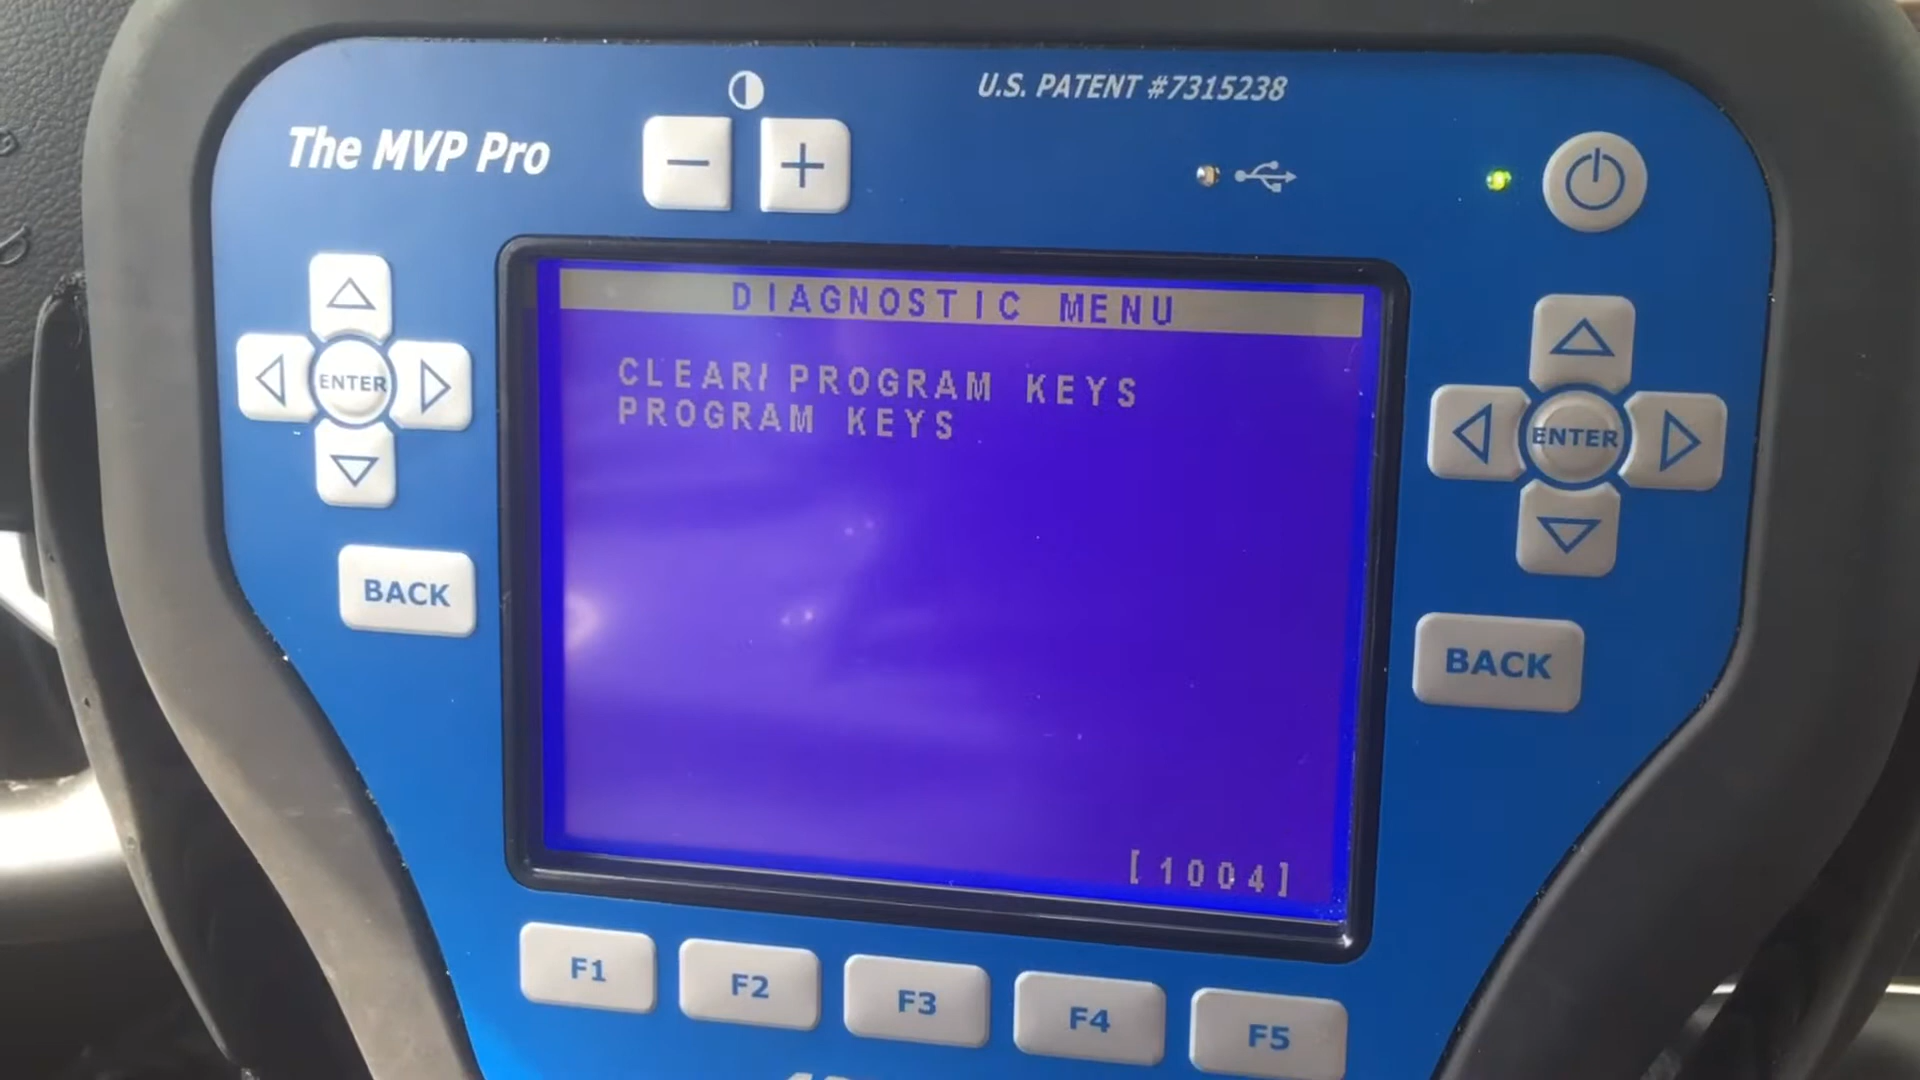 U.S. PATENT #7315238
The MVP Pro
− +
DIAGNOSTIC MENU
CLEAR/ PROGRAM KEYS
PROGRAM KEYS
ENTER
ENTER
BACK
BACK
[1004]
F1 F2 F3 F4 F5